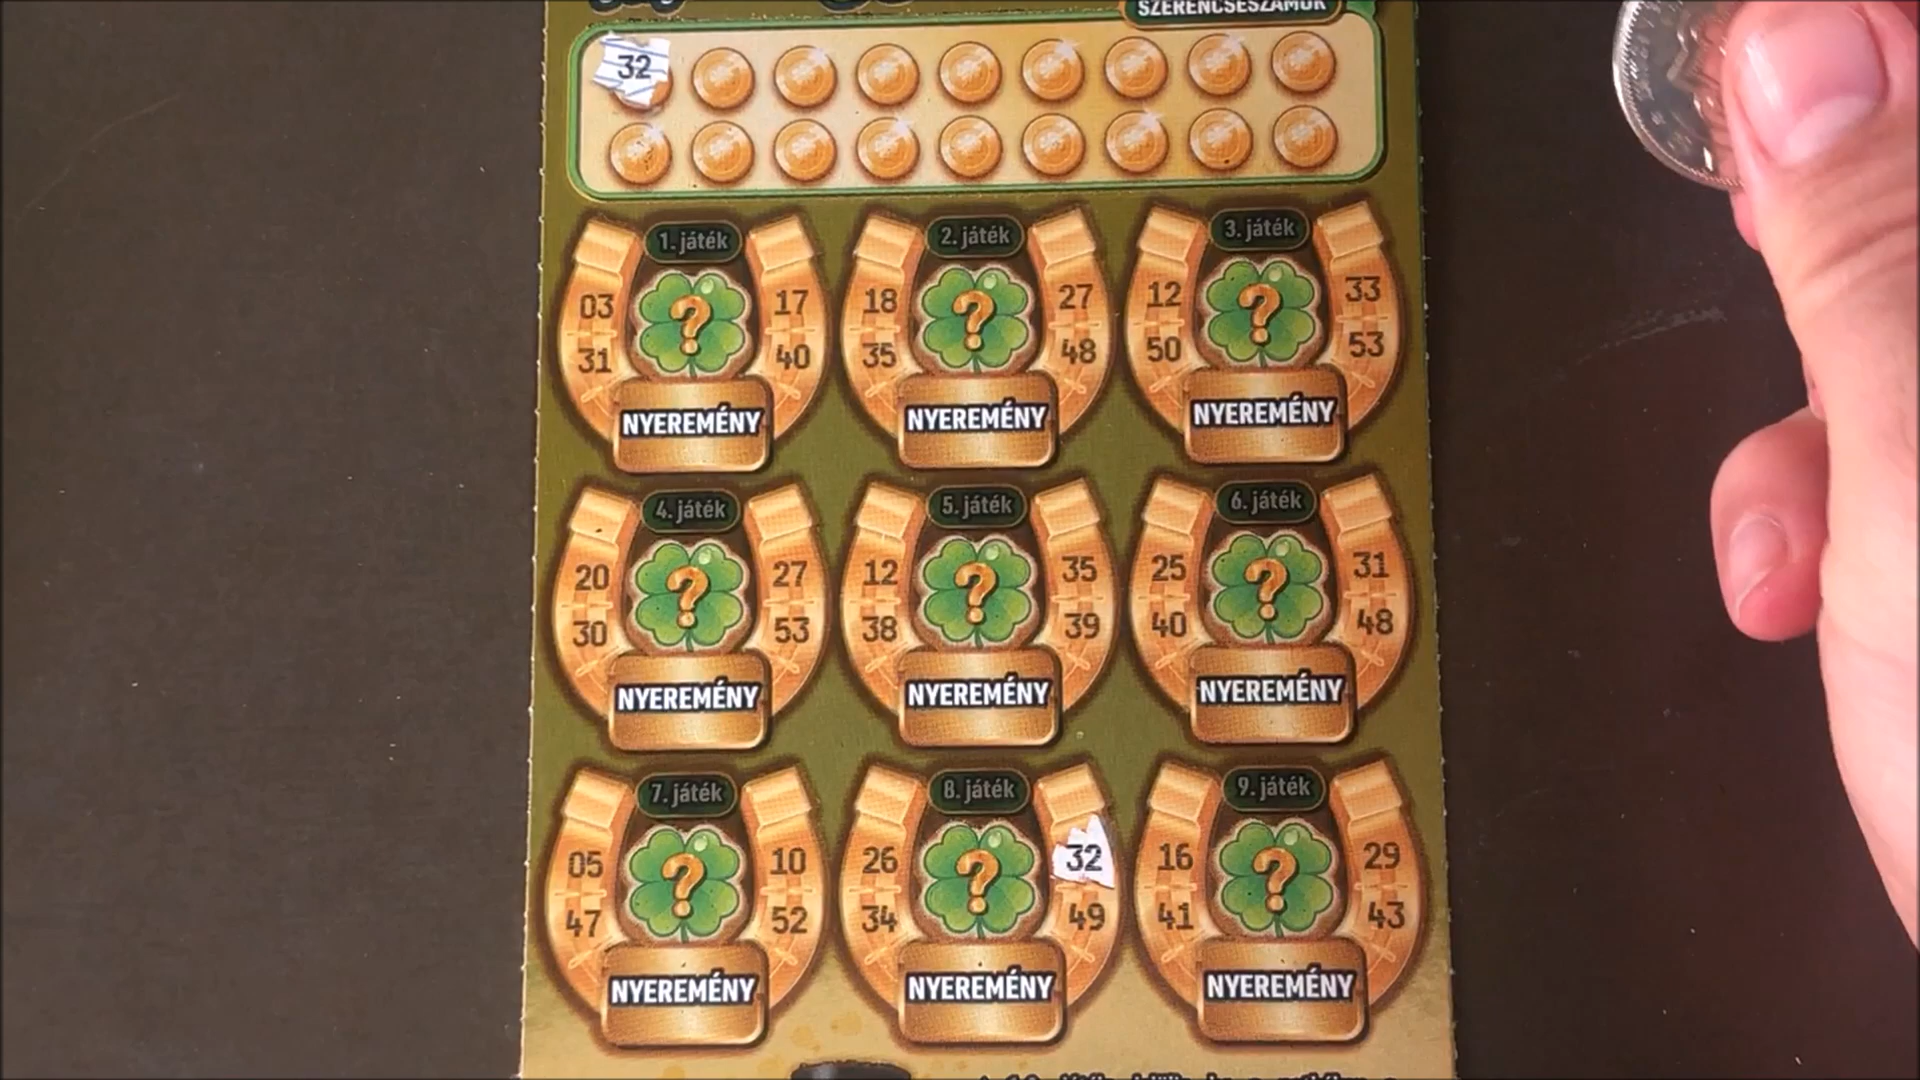 SZERENCSESZÁMOK
32
1. játék 2. játék 3. játék
03 17 18 27 12 33
31 40 35 48 50 53
NYEREMÉNY NYEREMÉNY NYEREMÉNY
4. játék 5. játék 6. játék
20 27 12 35 25 31
30 53 38 39 40 48
NYEREMÉNY NYEREMÉNY NYEREMÉNY
7. játék 8. játék 9. játék
05 10 26 32 16 29
47 52 34 49 41 43
NYEREMÉNY NYEREMÉNY NYEREMÉNY